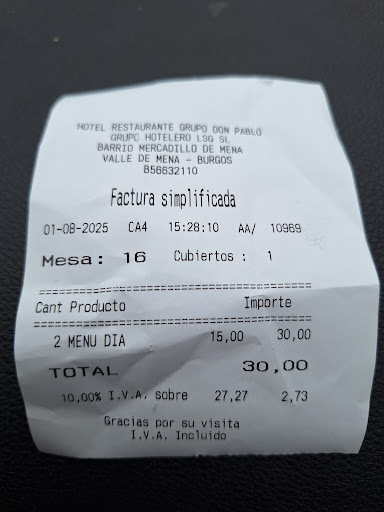 HOTEL RESTAURANTE GRUPO DON PABLO
GRUPO HOTELERO LSG SL
BARRIO MERCADILLO DE MENA
VALLE DE MENA - BURGOS
B56632110
Factura simplificada
01-08-2025 CA4 15:28:10 AA/ 10969
Mesa: 16 Cubiertos : 1
Cant Producto Importe
2 MENU DIA 15,00 30,00
TOTAL 30,00
10,00% I.V.A. sobre 27,27 2,73
Gracias por su visita
I.V.A. Incluido